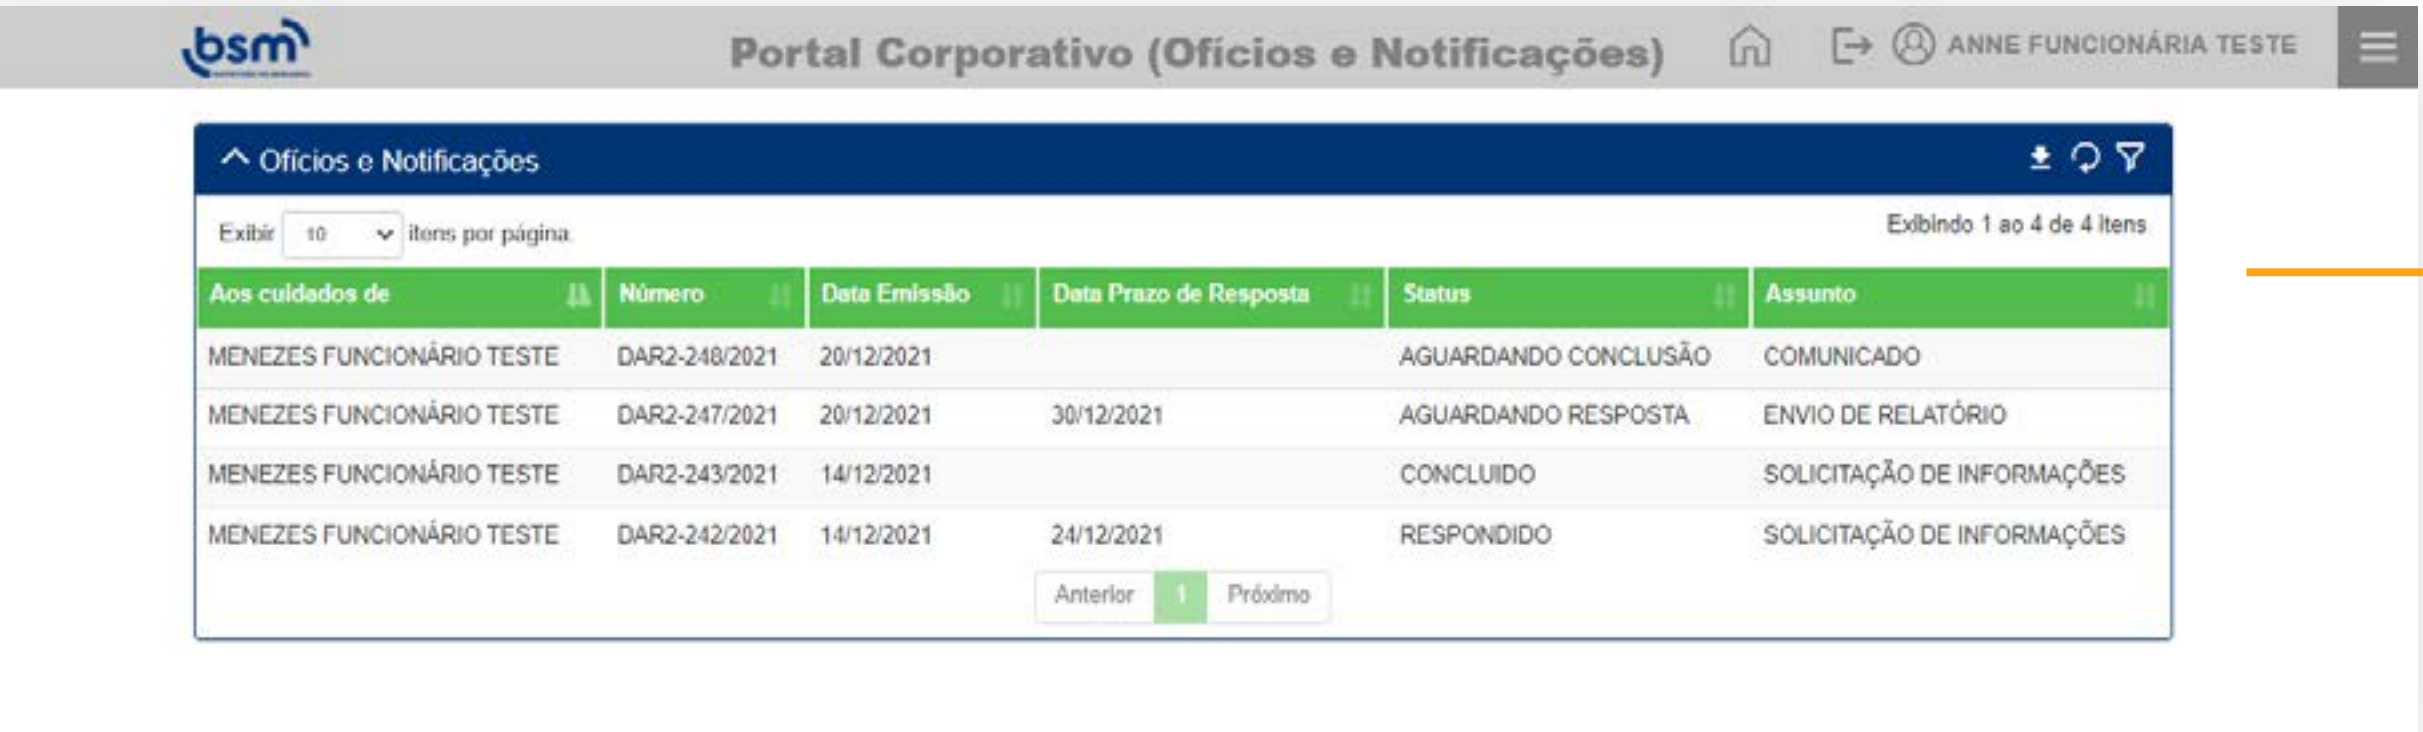 bsm
Portal Corporativo (Ofícios e Notificações) ANNE FUNCIONÁRIA TESTE
Ofícios e Notificações
Exibir 10 itens por página
Exibindo 1 ao 4 de 4 itens
Aos cuidados de Número Data Emissão Data Prazo de Resposta Status Assunto
MENEZES FUNCIONÁRIO TESTE DAR2-248/2021 20/12/2021 AGUARDANDO CONCLUSÃO COMUNICADO
MENEZES FUNCIONÁRIO TESTE DAR2-247/2021 20/12/2021 30/12/2021 AGUARDANDO RESPOSTA ENVIO DE RELATÓRIO
MENEZES FUNCIONÁRIO TESTE DAR2-243/2021 14/12/2021 CONCLUIDO SOLICITAÇÃO DE INFORMAÇÕES
MENEZES FUNCIONÁRIO TESTE DAR2-242/2021 14/12/2021 24/12/2021 RESPONDIDO SOLICITAÇÃO DE INFORMAÇÕES
Anterior 1 Próximo